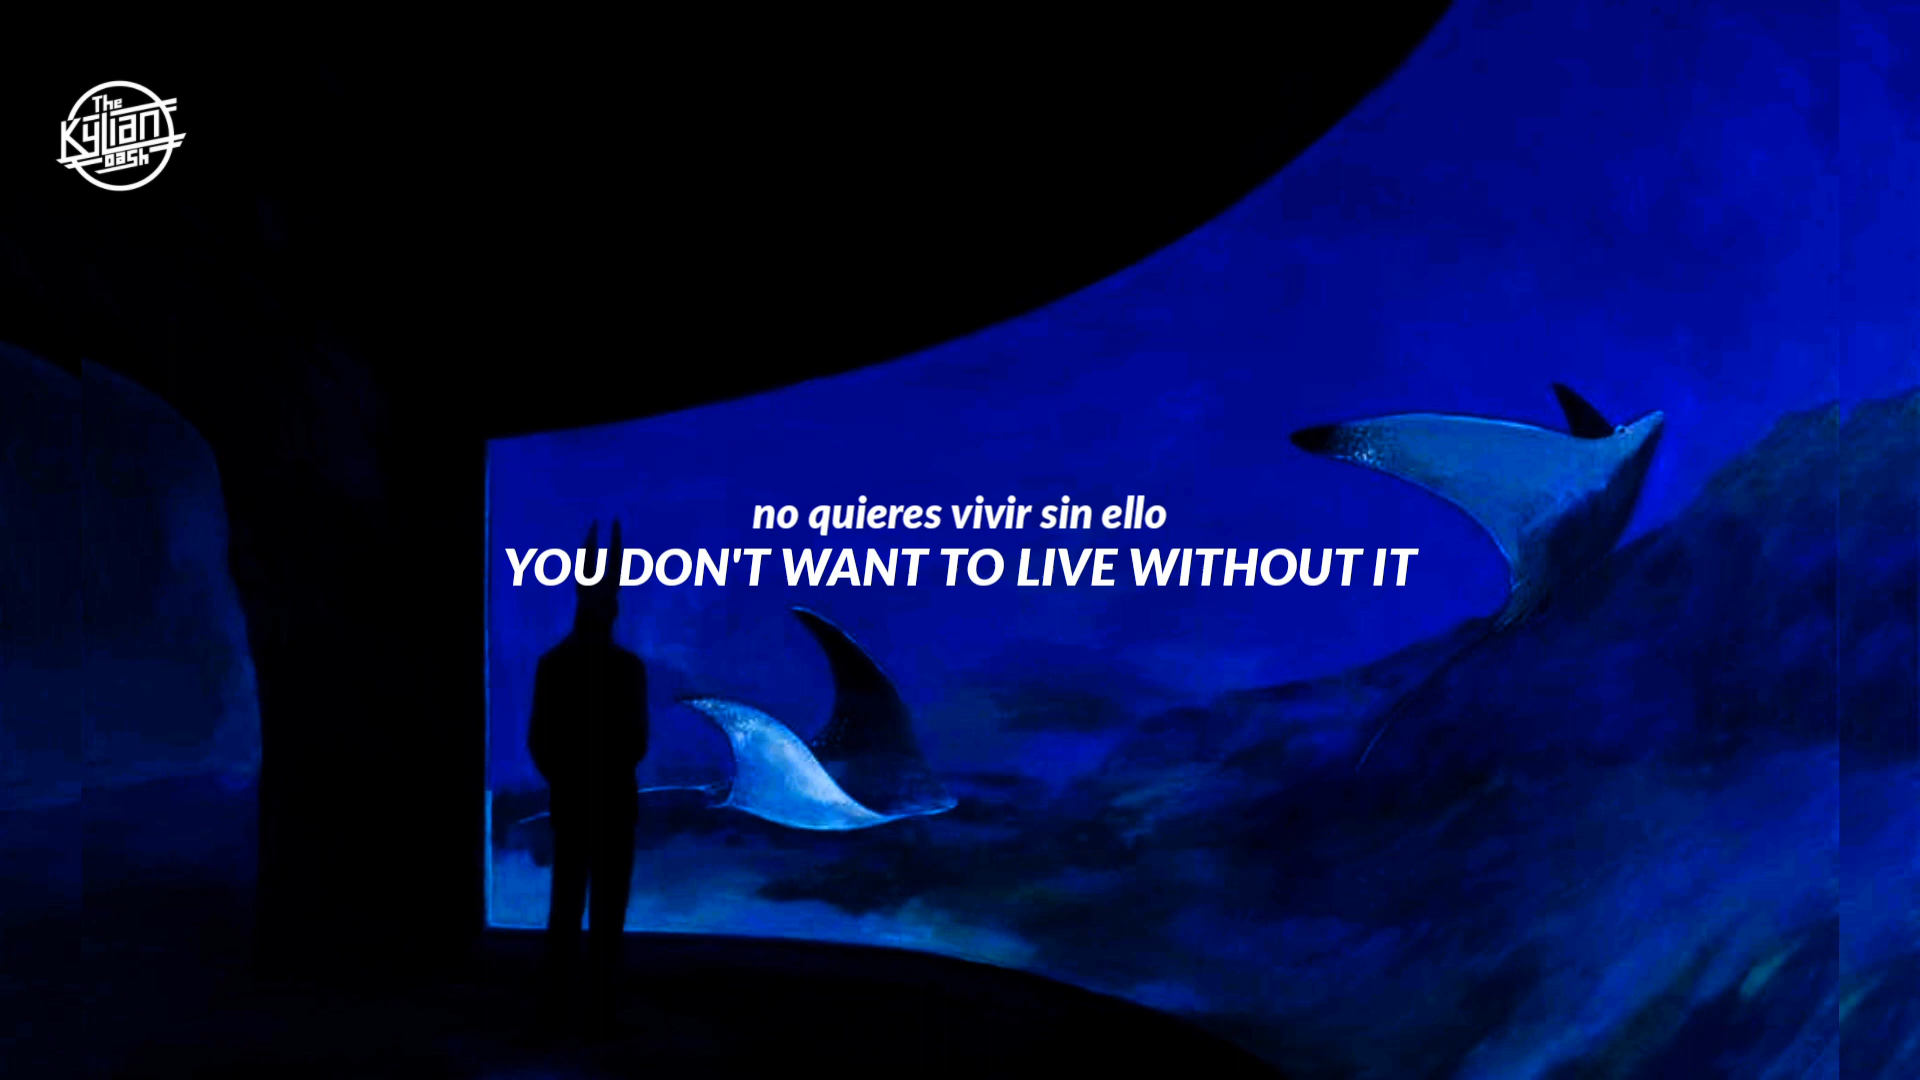 The
Kylian
Dash
no quieres vivir sin ello
YOU DON'T WANT TO LIVE WITHOUT IT